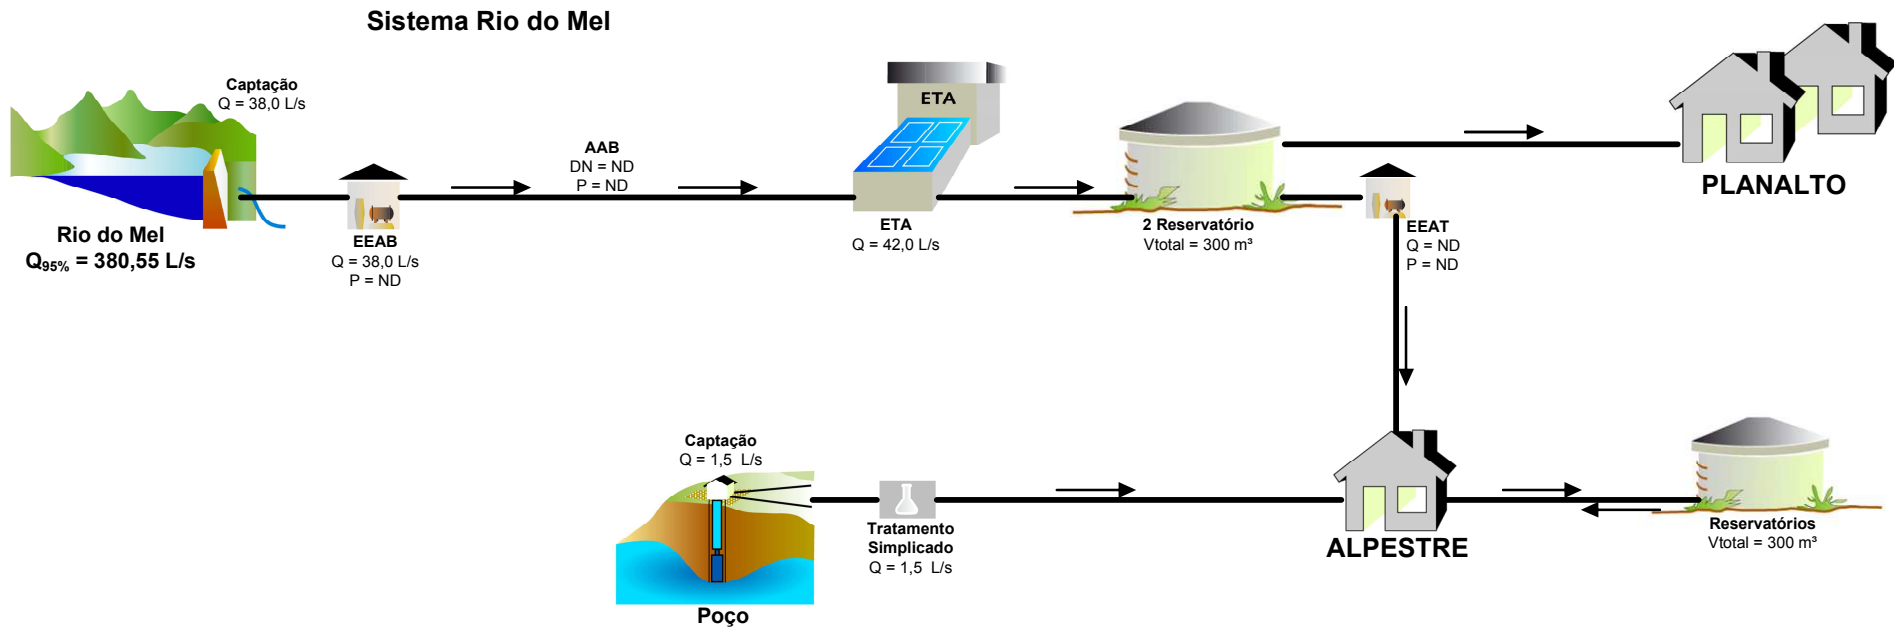 Sistema Rio do Mel
Captação
Q = 38,0 L/s
Rio do Mel
Q95% = 380,55 L/s
EEAB
Q = 38,0 L/s
P = ND
AAB
DN = ND
P = ND
ETA
ETA
Q = 42,0 L/s
2 Reservatório
Vtotal = 300 m³
EEAT
Q = ND
P = ND
PLANALTO
Captação
Q = 1,5 L/s
Poço
Tratamento
Simplicado
Q = 1,5 L/s
ALPESTRE
Reservatórios
Vtotal = 300 m³